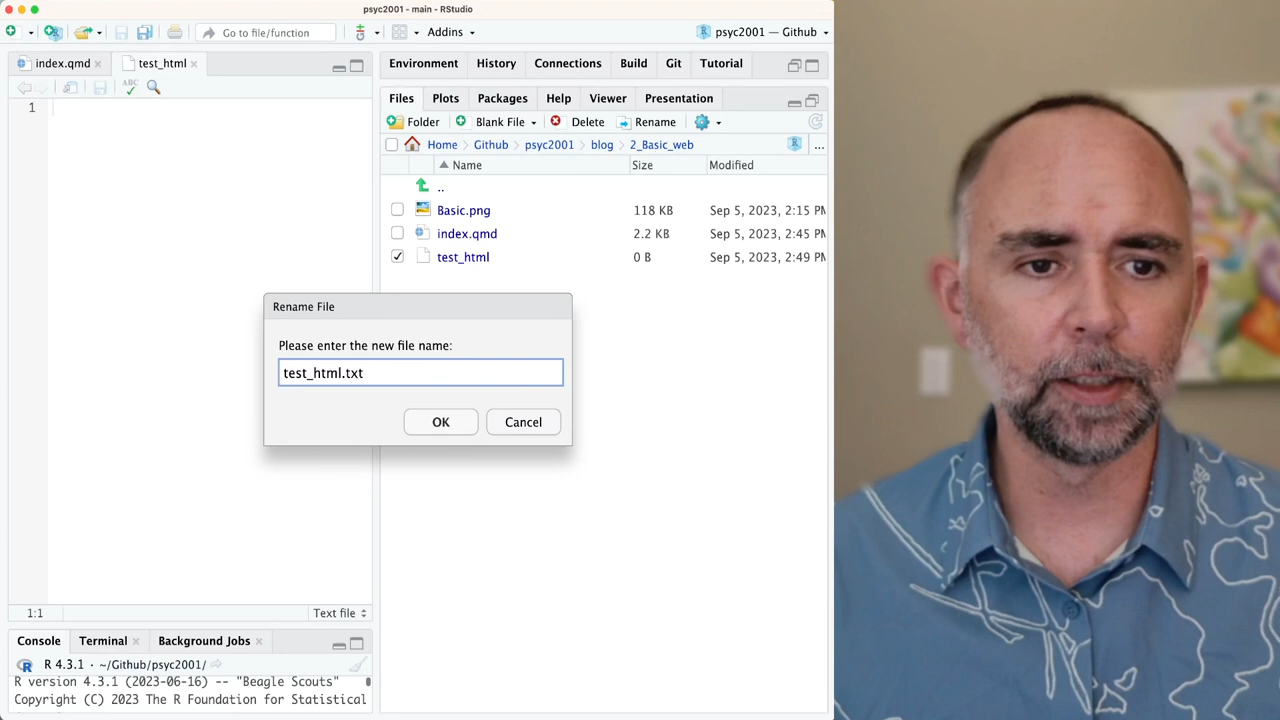 psyc2001 - main - RStudio
Go to file/function
Addins
psyc2001 — Github
index.qmd
test_html
ABC
1
1:1
Text file
Console
Terminal
Background Jobs
R 4.3.1 · ~/Github/psyc2001/
R version 4.3.1 (2023-06-16) -- "Beagle Scouts"
Copyright (C) 2023 The R Foundation for Statistical
Environment
History
Connections
Build
Git
Tutorial
Files
Plots
Packages
Help
Viewer
Presentation
Folder
Blank File
Delete
Rename
Home
Github
psyc2001
blog
2_Basic_web
...
Name
Size
Modified
..
Basic.png
118 KB
Sep 5, 2023, 2:15 PM
index.qmd
2.2 KB
Sep 5, 2023, 2:45 PM
test_html
0 B
Sep 5, 2023, 2:49 PM
Rename File
Please enter the new file name:
test_html.txt
OK
Cancel